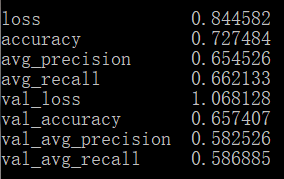 loss 0.844582
accuracy 0.727484
avg_precision 0.654526
avg_recall 0.662133
val_loss 1.068128
val_accuracy 0.657407
val_avg_precision 0.582526
val_avg_recall 0.586885